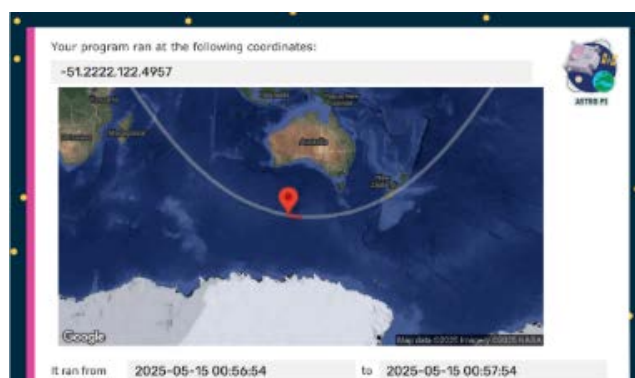 Your program ran at the following coordinates:
-51.2222,122.4957
ASTRO PI
Australia
New
Google
Map data ©2025 Imagery ©2025 NASA
It ran from 2025-05-15 00:56:54 to 2025-05-15 00:57:54